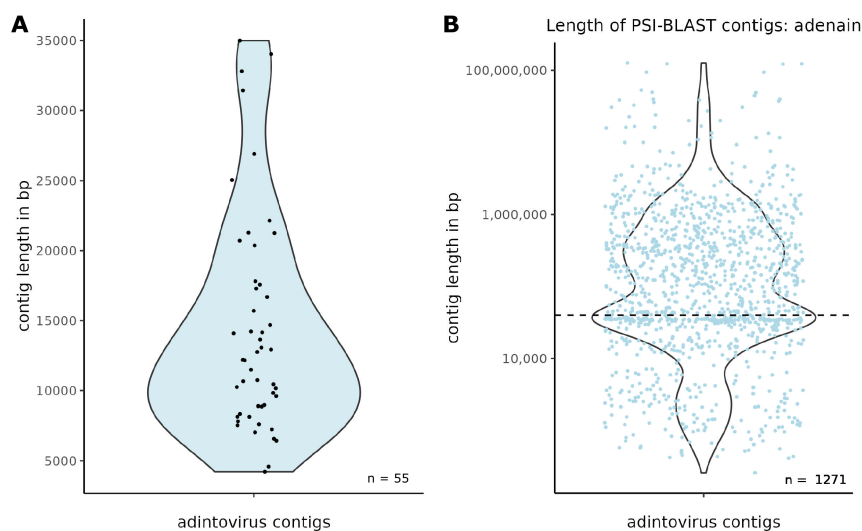 A
contig length in bp
35000
30000
25000
20000
15000
10000
5000
n = 55
adintovirus contigs
B
Length of PSI-BLAST contigs: adenain
contig length in bp
100,000,000
1,000,000
10,000
n = 1271
adintovirus contigs